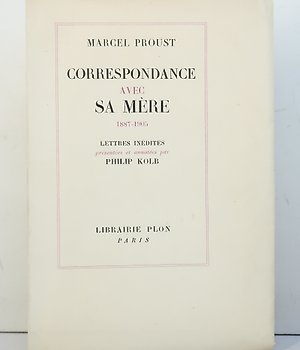 MARCEL PROUST
CORRESPONDANCE
AVEC
SA MÈRE
1887-1905
LETTRES INÉDITES
présentées et annotées par
PHILIP KOLB
LIBRAIRIE PLON
PARIS